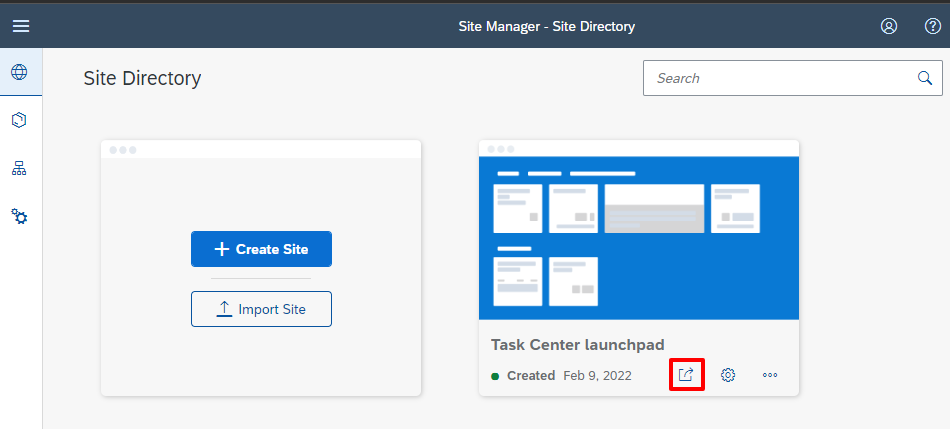 Site Manager - Site Directory
Site Directory
Search
Create Site
Import Site
Task Center launchpad
Created Feb 9, 2022